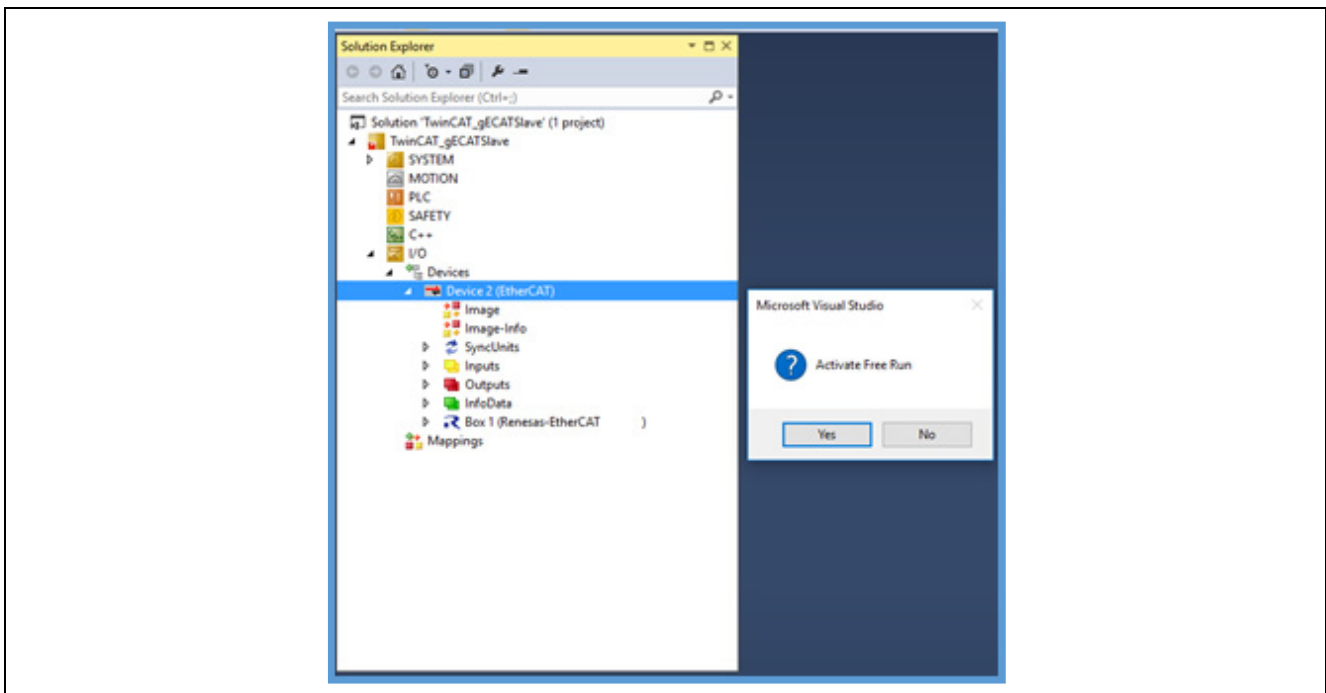 Solution Explorer
Search Solution Explorer (Ctrl+;)
Solution 'TwinCAT_gECATSlave' (1 project)
TwinCAT_gECATSlave
SYSTEM
MOTION
PLC
SAFETY
C++
I/O
Devices
Device 2 (EtherCAT)
Image
Image-Info
SyncUnits
Inputs
Outputs
InfoData
Box 1 (Renesas-EtherCAT )
Mappings
Microsoft Visual Studio
Activate Free Run
Yes No